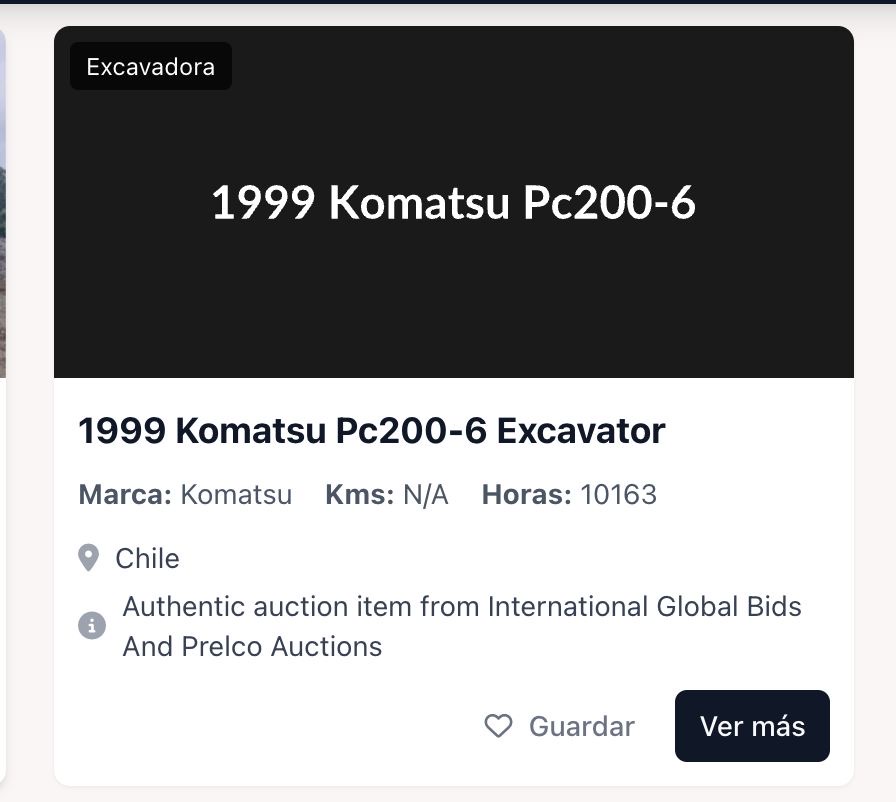 Excavadora
1999 Komatsu Pc200-6
1999 Komatsu Pc200-6 Excavator
Marca: Komatsu Kms: N/A Horas: 10163
Chile
Authentic auction item from International Global Bids
And Prelco Auctions
Guardar Ver más